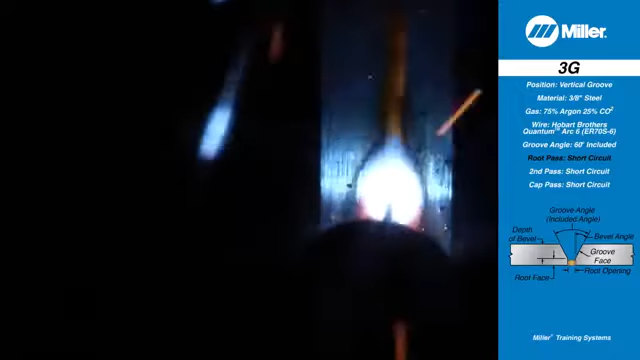 Miller®
3G
Position: Vertical Groove
Material: 3/8" Steel
Gas: 75% Argon 25% CO2
Wire: Hobart Brothers
Quantum™ Arc 6 (ER70S-6)
Groove Angle: 60° Included
Root Pass: Short Circuit
2nd Pass: Short Circuit
Cap Pass: Short Circuit
Groove Angle
(Included Angle)
Depth
of Bevel
Bevel Angle
Groove
Face
Root Face
Root Opening
Miller® Training Systems